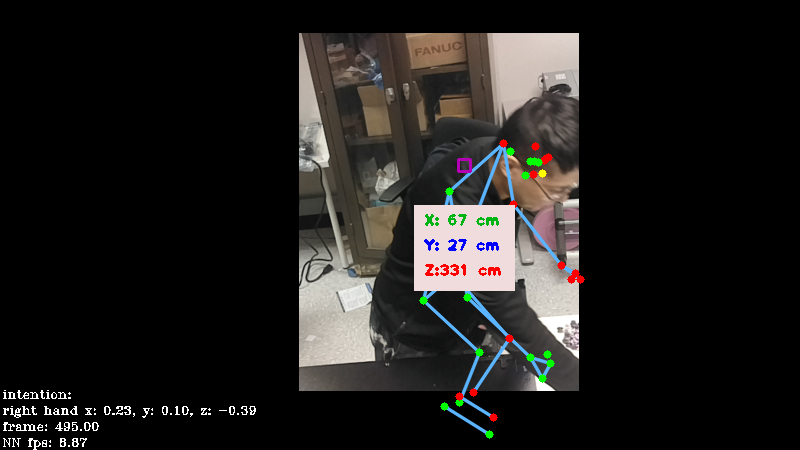 FANUC
X: 67 cm
Y: 27 cm
Z:331 cm
intention:
right hand x: 0.23, y: 0.10, z: -0.39
frame: 495.00
NN fps: 8.87